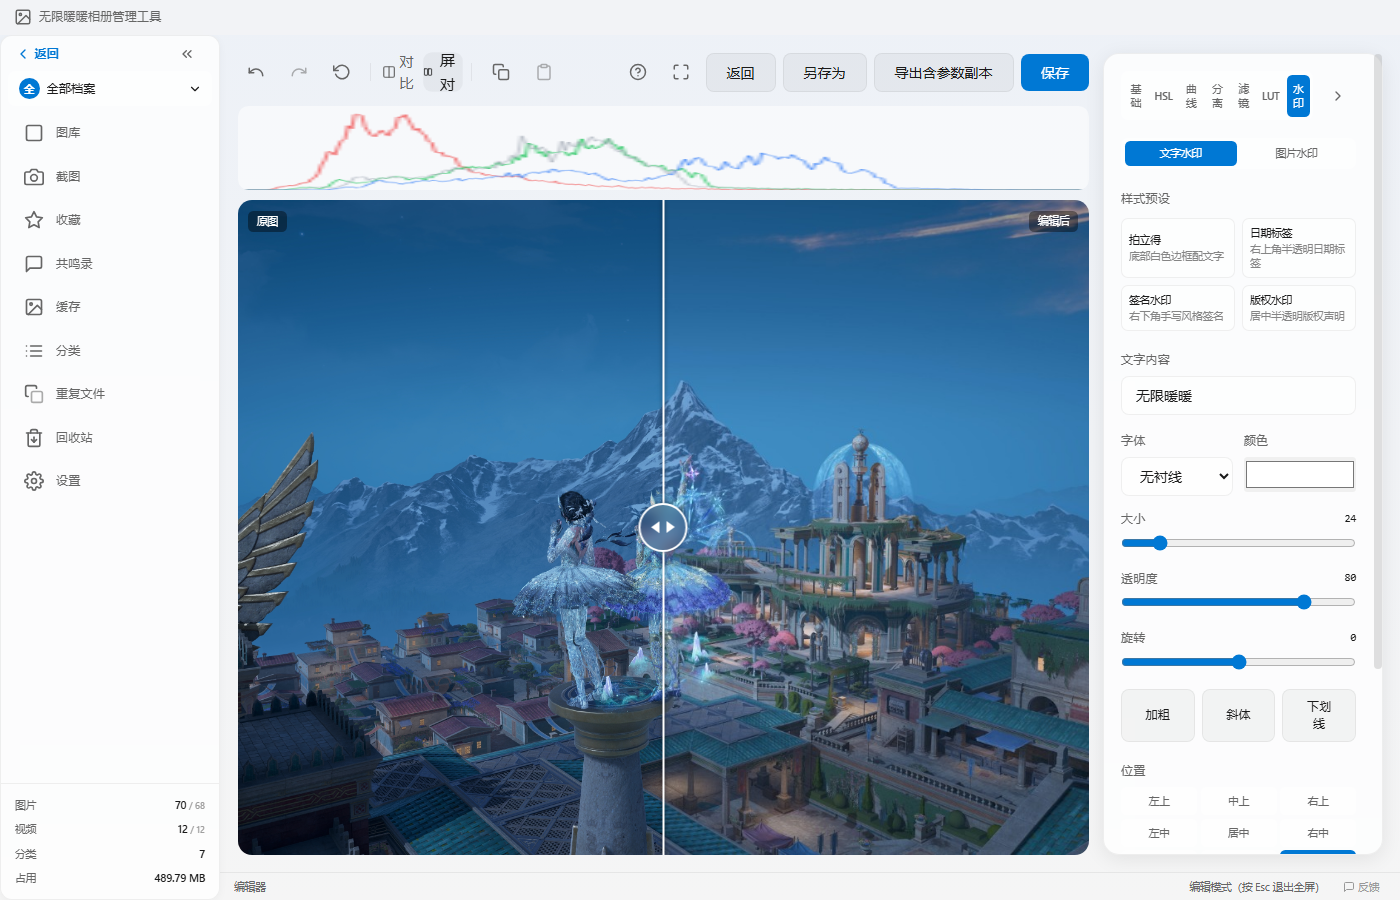 无限暖暖相册管理工具
返回
全 全部档案
图库
截图
收藏
共鸣录
缓存
分类
重复文件
回收站
设置
图片 70 / 68
视频 12 / 12
分类 7
占用 489.79 MB
对
比
屏
对
返回
另存为
导出含参数副本
保存
原图
编辑后
基
础
HSL
曲
线
分
离
滤
镜
LUT
水
印
文字水印
图片水印
样式预设
拍立得
底部白色边框配文字
日期标签
右上角半透明日期标
签
签名水印
右下角手写风格签名
版权水印
居中半透明版权声明
文字内容
无限暖暖
字体
颜色
无衬线
大小 24
透明度 80
旋转 0
加粗
斜体
下划
线
位置
左上 中上 右上
左中 居中 右中
编辑器
编辑模式（按 Esc 退出全屏）
反馈